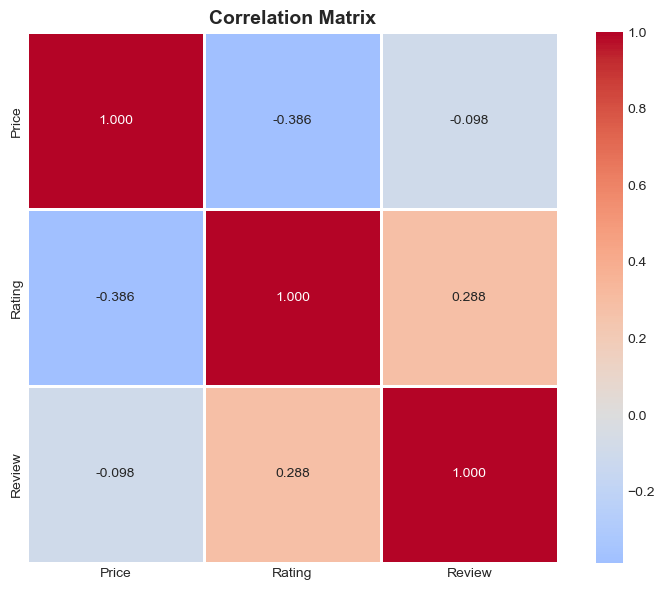 Correlation Matrix
Price
1.000
-0.386
-0.098
Rating
-0.386
1.000
0.288
Review
-0.098
0.288
1.000
Price
Rating
Review
1.0
0.8
0.6
0.4
0.2
0.0
−0.2